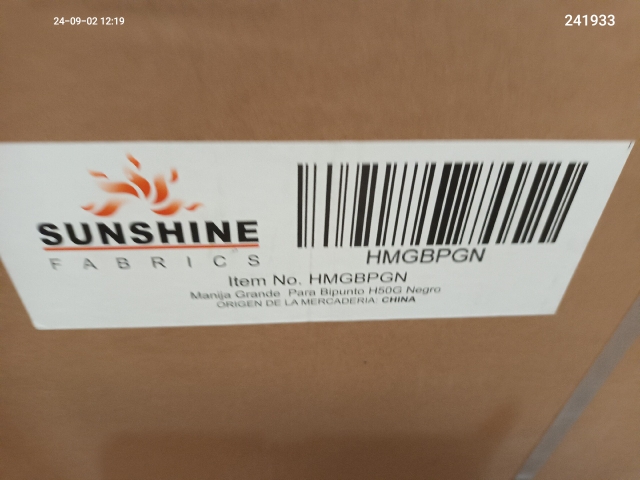 24-09-02 12:19
241933
SUNSHINE
FABRICS
HMGBPGN
Item No. HMGBPGN
Manija Grande Para Bipunto H50G Negro
ORIGEN DE LA MERCADERIA: CHINA